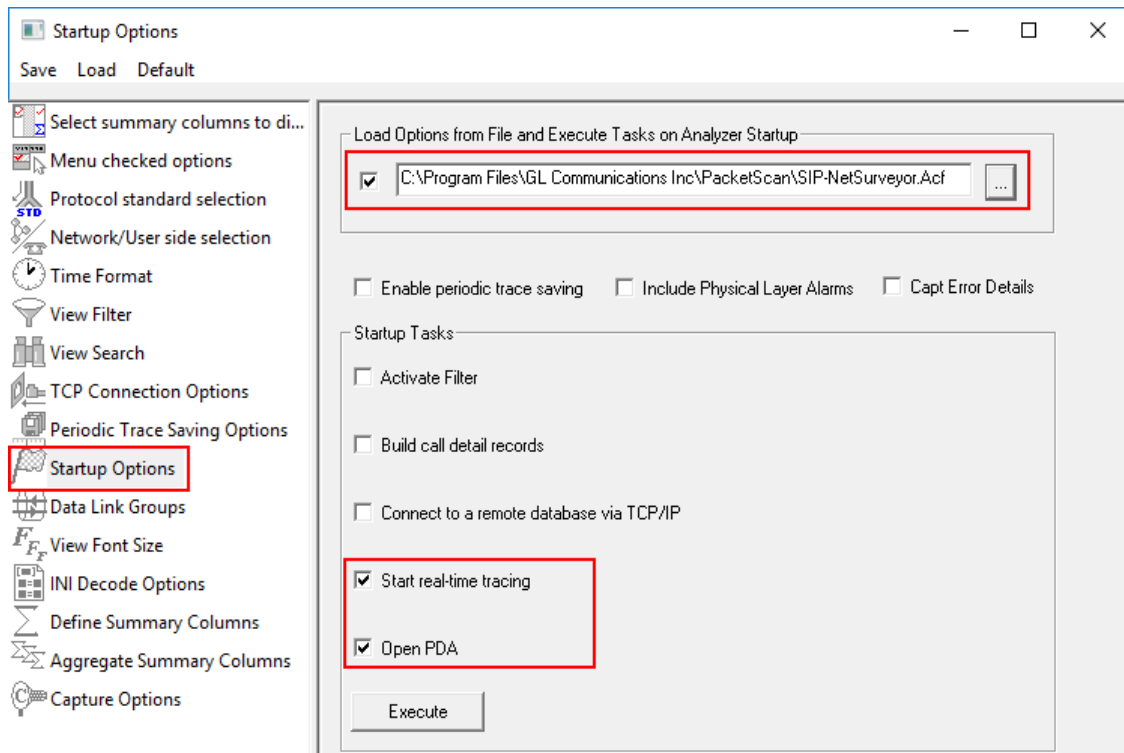 Startup Options
Save Load Default
Select summary columns to di...
Menu checked options
Protocol standard selection
Network/User side selection
Time Format
View Filter
View Search
TCP Connection Options
Periodic Trace Saving Options
Startup Options
Data Link Groups
View Font Size
INI Decode Options
Define Summary Columns
Aggregate Summary Columns
Capture Options
Load Options from File and Execute Tasks on Analyzer Startup
C:\Program Files\GL Communications Inc\PacketScan\SIP-NetSurveyor.Acf ...
Enable periodic trace saving Include Physical Layer Alarms Capt Error Details
Startup Tasks
Activate Filter
Build call detail records
Connect to a remote database via TCP/IP
Start real-time tracing
Open PDA
Execute